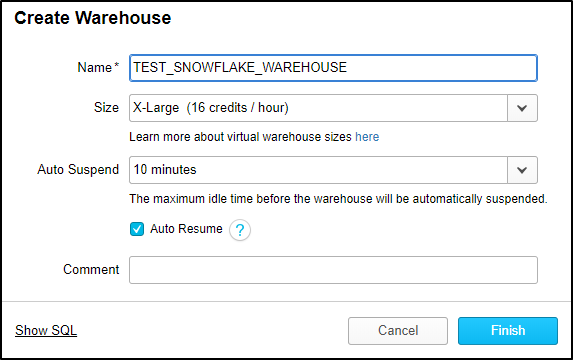 Create Warehouse
Name* TEST_SNOWFLAKE_WAREHOUSE
Size X-Large (16 credits / hour)
Learn more about virtual warehouse sizes here
Auto Suspend 10 minutes
The maximum idle time before the warehouse will be automatically suspended.
Auto Resume ?
Comment
Show SQL Cancel Finish